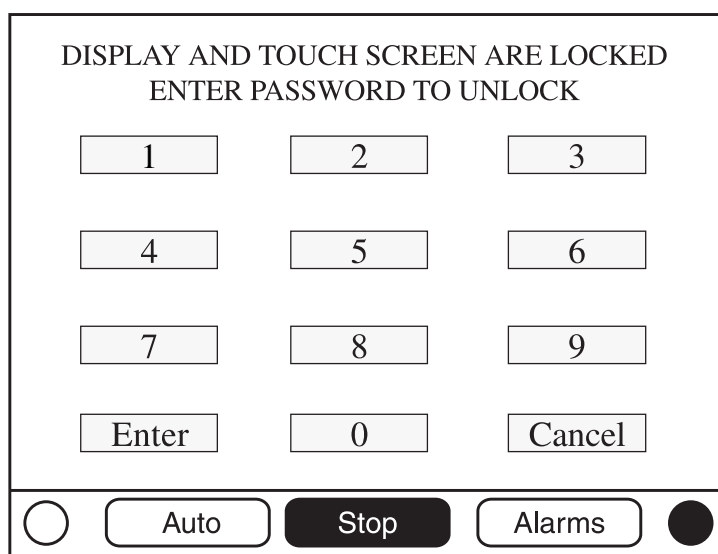 DISPLAY AND TOUCH SCREEN ARE LOCKED
ENTER PASSWORD TO UNLOCK
1 2 3
4 5 6
7 8 9
Enter 0 Cancel
Auto Stop Alarms